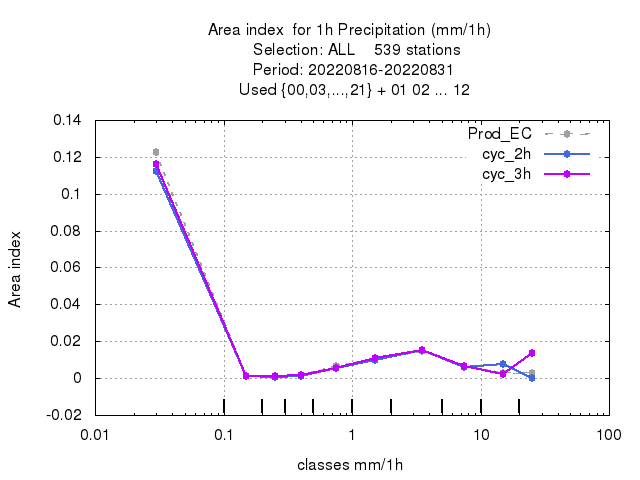 Area index for 1h Precipitation (mm/1h)
Selection: ALL 539 stations
Period: 20220816-20220831
Used {00,03,...,21} + 01 02 ... 12
Prod_EC
cyc_2h
cyc_3h
0.14
0.12
0.1
0.08
0.06
0.04
0.02
0
-0.02
Area index
0.01
0.1
1
10
100
classes mm/1h